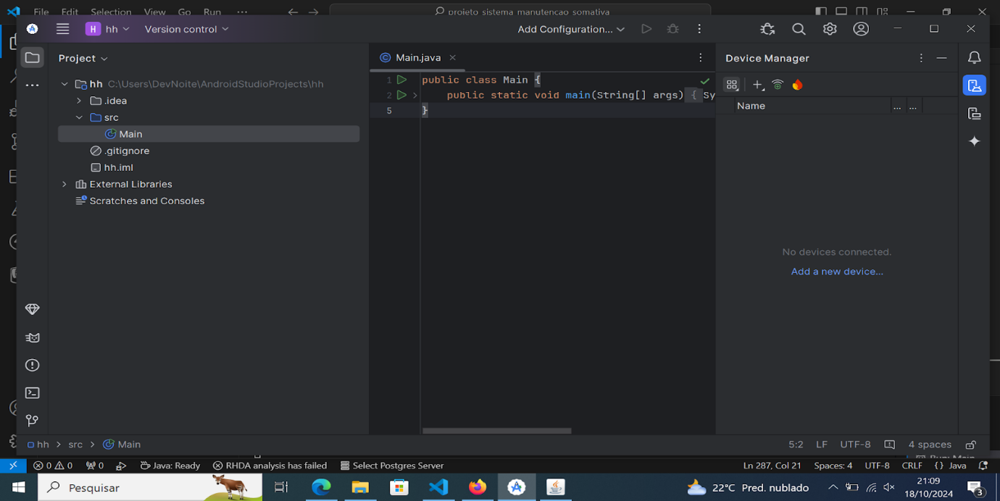 File Edit Selection View Go Run ... projeto sistema manutencao somativa
H hh Version control Add Configuration...
Project
Main.java
Device Manager
hh C:\Users\DevNoite\AndroidStudioProjects\hh
1 public class Main {
.idea
2 public static void main(String[] args) { Sy
src
5 }
Name ... ...
Main
.gitignore
hh.iml
External Libraries
Scratches and Consoles
No devices connected.
Add a new device...
hh > src > Main 5:2 LF UTF-8 4 spaces
Run: Main
0 0 0 Java: Ready RHDA analysis has failed Select Postgres Server Ln 287, Col 21 Spaces: 4 UTF-8 CRLF {} Java
Pesquisar 22°C Pred. nublado 21:09
18/10/2024 3